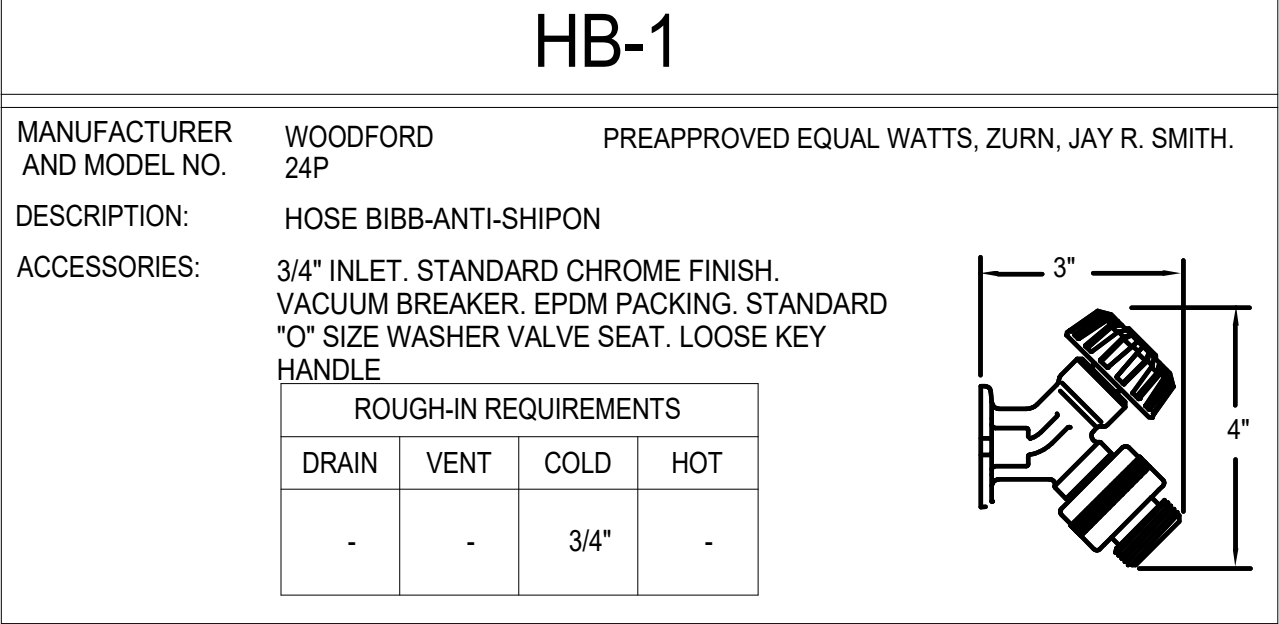 HB-1
MANUFACTURER
AND MODEL NO.
WOODFORD
24P
PREAPPROVED EQUAL WATTS, ZURN, JAY R. SMITH.
DESCRIPTION:
HOSE BIBB-ANTI-SHIPON
ACCESSORIES:
3/4" INLET. STANDARD CHROME FINISH.
VACUUM BREAKER. EPDM PACKING. STANDARD
"O" SIZE WASHER VALVE SEAT. LOOSE KEY
HANDLE
ROUGH-IN REQUIREMENTS
DRAIN VENT COLD HOT
- - 3/4" -
3"
4"